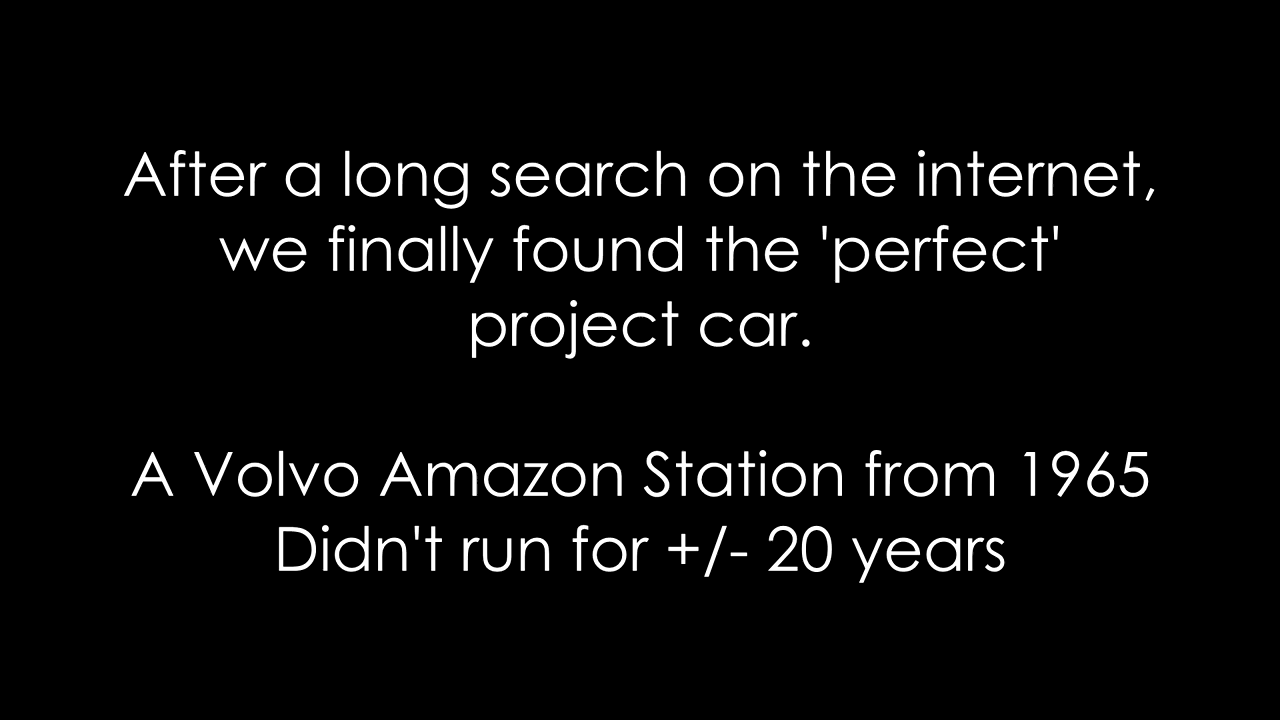 After a long search on the internet,
we finally found the 'perfect'
project car.
A Volvo Amazon Station from 1965
Didn't run for +/- 20 years